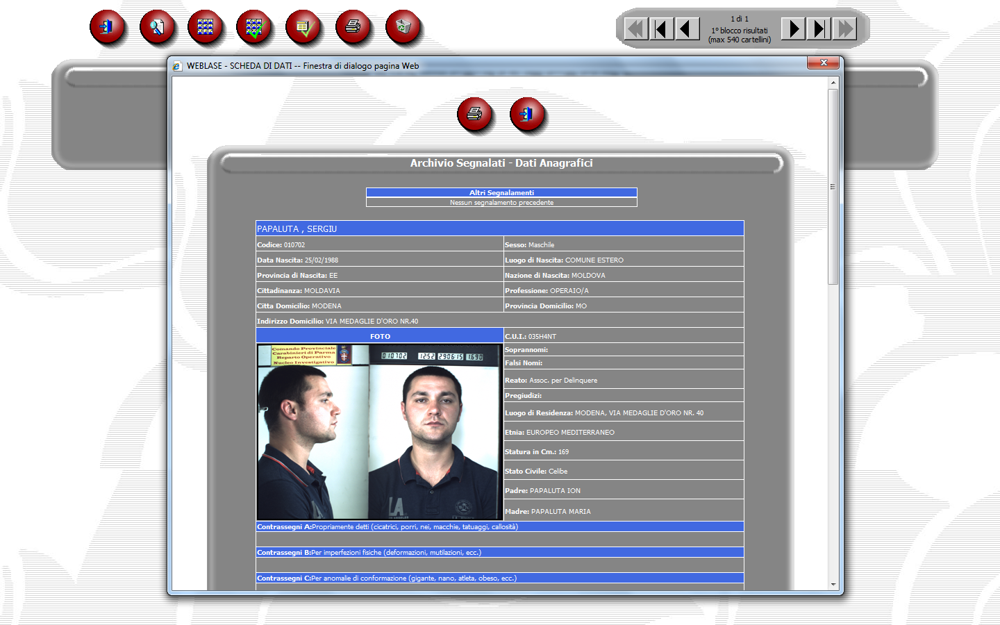 1 di 1
1° blocco risultati
(max 540 cartellini)
WEBLASE - SCHEDA DI DATI -- Finestra di dialogo pagina Web
Archivio Segnalati - Dati Anagrafici
Altri Segnalamenti
Nessun segnalamento precedente
PAPALUTA , SERGIU
Codice: 010702
Sesso: Maschile
Data Nascita: 25/02/1988
Luogo di Nascita: COMUNE ESTERO
Provincia di Nascita: EE
Nazione di Nascita: MOLDOVA
Cittadinanza: MOLDAVIA
Professione: OPERAIO/A
Citta Domicilio: MODENA
Provincia Domicilio: MO
Indirizzo Domicilio: VIA MEDAGLIE D'ORO NR.40
FOTO
C.U.I.: 035H4NT
Comando Provinciale
Carabinieri di Parma
Reparto Operativo
Nucleo Investigativo
010702 1252 290615 1690
Soprannomi:
Falsi Nomi:
Reato: Assoc. per Delinquere
Pregiudizi:
Luogo di Residenza: MODENA, VIA MEDAGLIE D'ORO NR. 40
Etnia: EUROPEO MEDITERRANEO
Statura in Cm.: 169
Stato Civile: Celibe
Padre: PAPALUTA ION
Madre: PAPALUTA MARIA
LA
Contrassegni A:Propriamente detti (cicatrici, porri, nei, macchie, tatuaggi, callosità)
Contrassegni B:Per imperfezioni fisiche (deformazioni, mutilazioni, ecc.)
Contrassegni C:Per anomalie di conformazione (gigante, nano, atleta, obeso, ecc.)